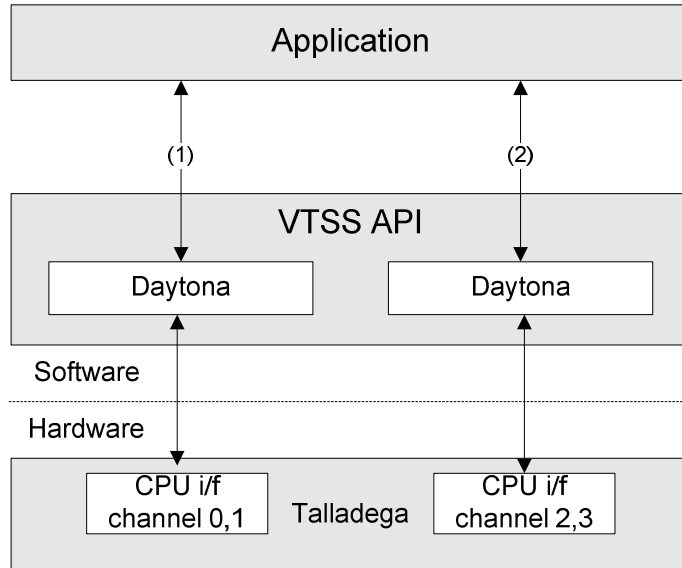 Application
(1) (2)
VTSS API
Daytona Daytona
Software
Hardware
CPU i/f
channel 0,1
Talladega
CPU i/f
channel 2,3